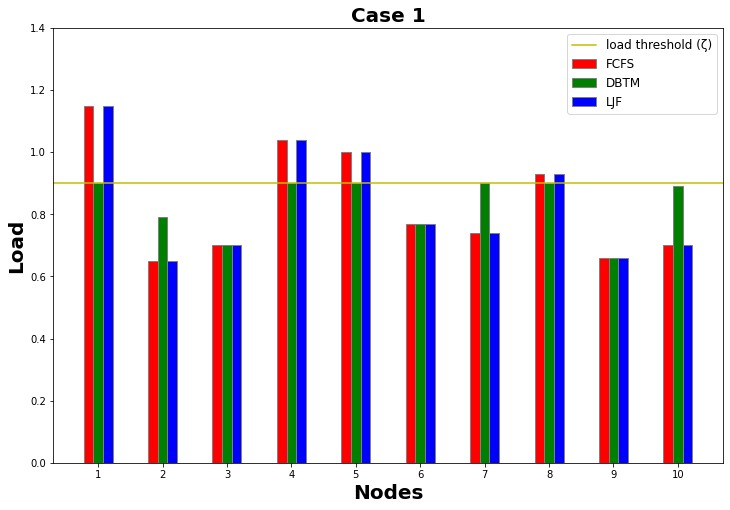 Case 1
load threshold (ζ)
FCFS
DBTM
LJF
1.4
1.2
1.0
0.8
0.6
0.4
0.2
0.0
Load
1 2 3 4 5 6 7 8 9 10
Nodes